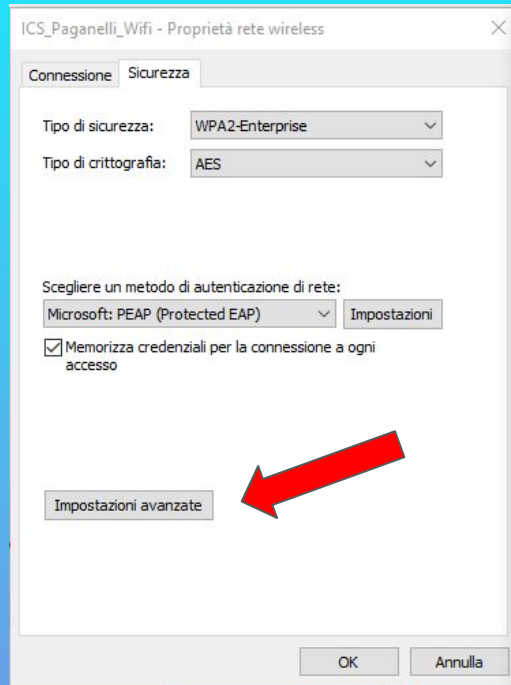 ICS_Paganelli_Wifi - Proprietà rete wireless
Connessione Sicurezza
Tipo di sicurezza: WPA2-Enterprise
Tipo di crittografia: AES
Scegliere un metodo di autenticazione di rete:
Microsoft: PEAP (Protected EAP) Impostazioni
Memorizza credenziali per la connessione a ogni
accesso
Impostazioni avanzate
OK Annulla